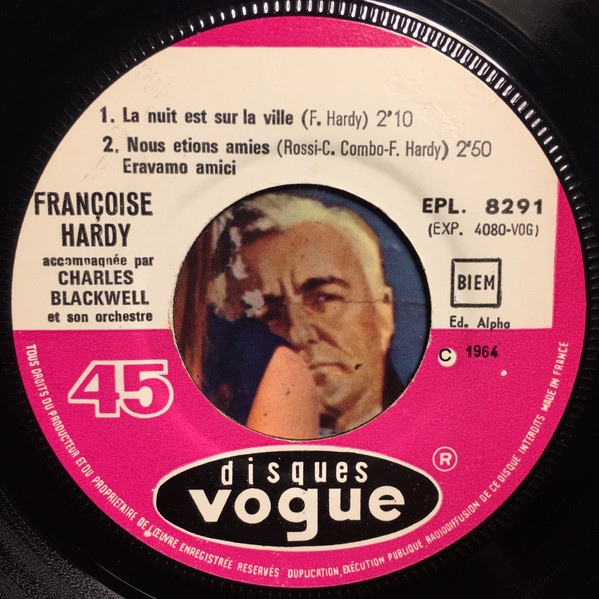 1. La nuit est sur la ville (F. Hardy) 2'10
2. Nous etions amies (Rossi-C. Combo-F. Hardy) 2'50
Eravamo amici
FRANÇOISE
HARDY
accompagnée par
CHARLES
BLACKWELL
et son orchestre
EPL. 8291
(EXP. 4080-VOG)
BIEM
Ed. Alpha
© 1964
45
disques
vogue
®
TOUS DROITS DU PRODUCTEUR ET DU PROPRIETAIRE DE L'ŒUVRE ENREGISTRÉE RESERVÉS DUPLICATION, EXÉCUTION PUBLIQUE, RADIODIFFUSION DE CE DISQUE INTERDITS MADE IN FRANCE